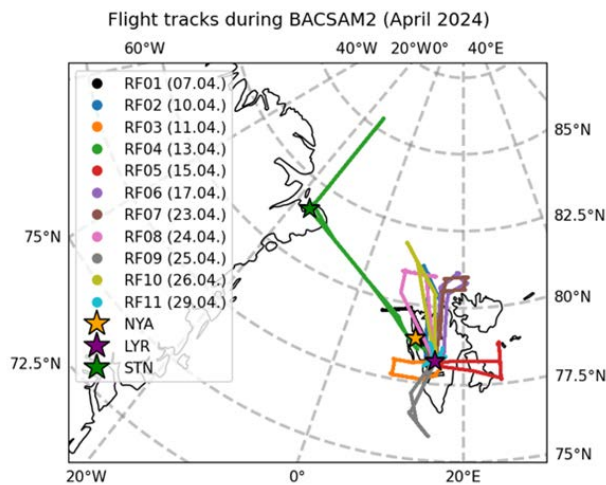 Flight tracks during BACSAM2 (April 2024)
60°W
40°W
20°W
0°
40°E
RF01 (07.04.)
RF02 (10.04.)
RF03 (11.04.)
RF04 (13.04.)
RF05 (15.04.)
RF06 (17.04.)
RF07 (23.04.)
RF08 (24.04.)
RF09 (25.04.)
RF10 (26.04.)
RF11 (29.04.)
NYA
LYR
STN
75°N
72.5°N
85°N
82.5°N
80°N
77.5°N
75°N
20°W
0°
20°E